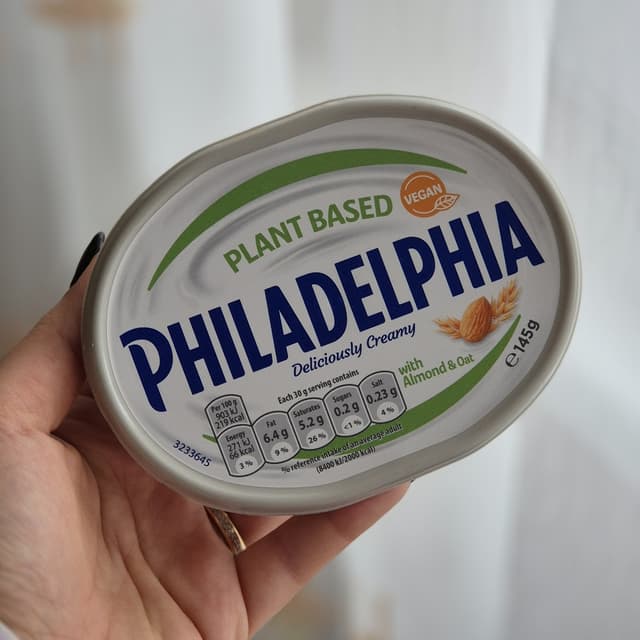 PLANT BASED
VEGAN
PHILADELPHIA
Deliciously Creamy
with
Almond & Oat
℮145g
Each 30 g serving contains
Per 100 g
903 kJ
219 kcal
Energy
271 kJ
66 kcal
3 %
Fat
6.4 g
9 %
Saturates
5.2 g
26 %
Sugars
0.2 g
<1 %
Salt
0.23 g
4 %
% reference intake of an average adult
(8400 kJ/2000 kcal)
3233645